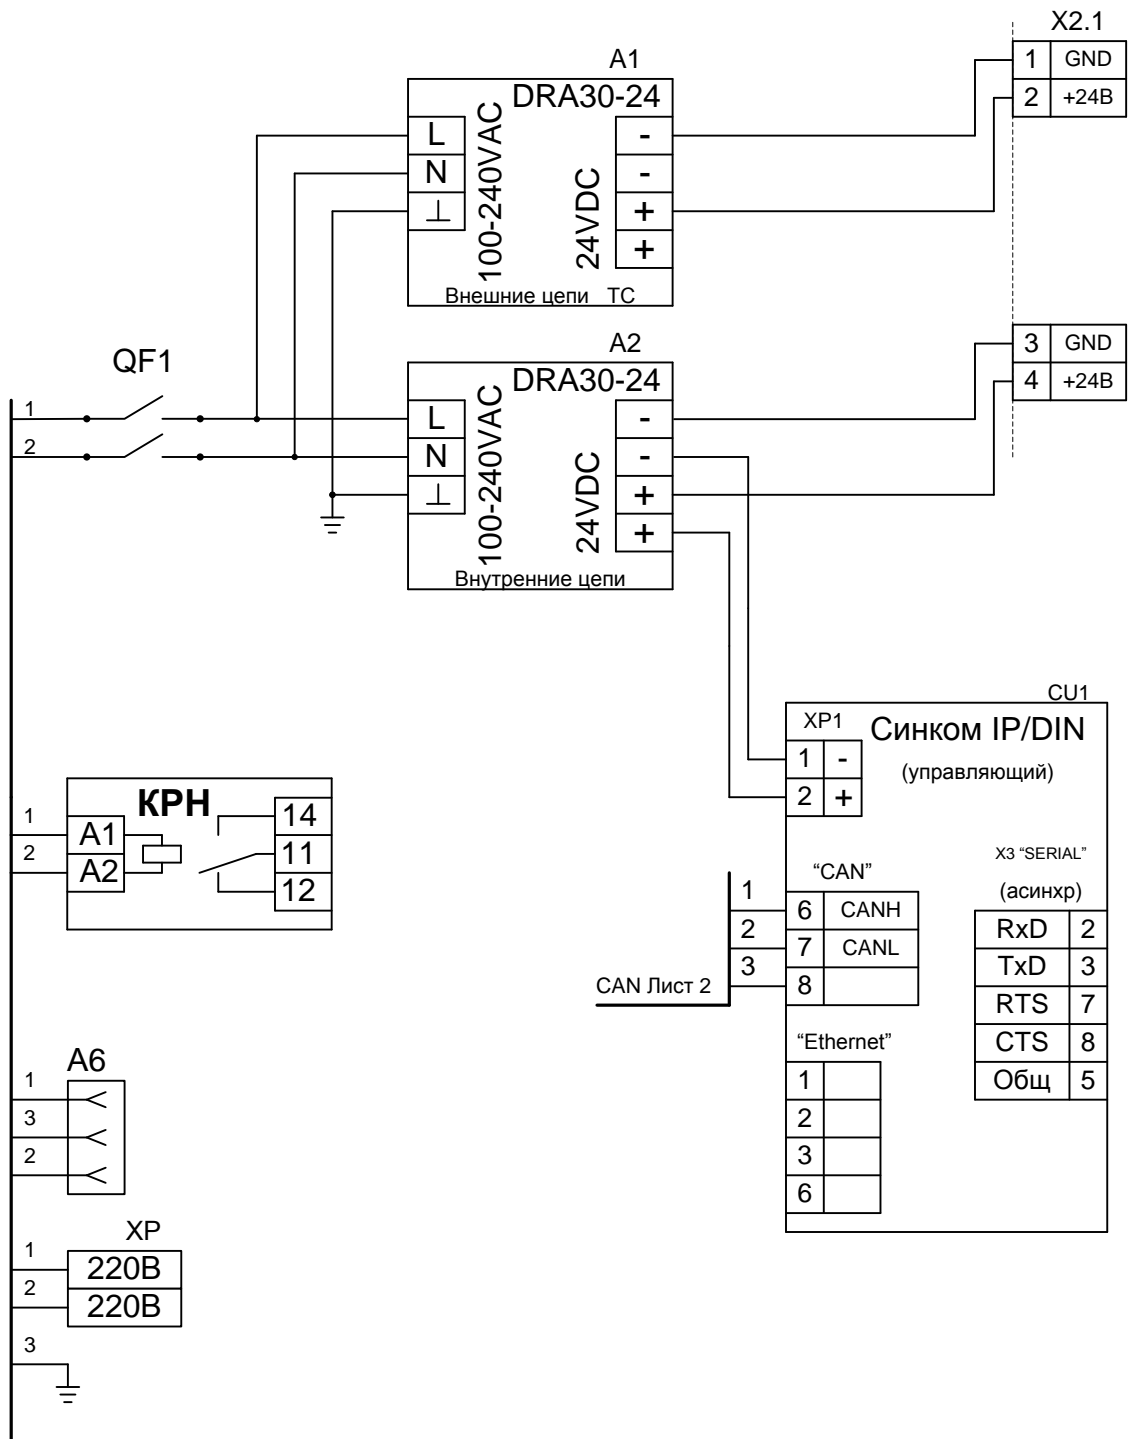 X2.1
1 GND
2 +24В
A1
DRA30-24
L
N
⊥
100-240VAC
24VDC
-
-
+
+
Внешние цепи ТС
A2
DRA30-24
L
N
⊥
100-240VAC
24VDC
-
-
+
+
Внутренние цепи
3 GND
4 +24В
QF1
1
2
CU1
XP1
Синком IP/DIN
(управляющий)
1 -
2 +
КРН
1
2
A1
A2
14
11
12
X3 “SERIAL”
(асинхр)
RxD 2
TxD 3
RTS 7
CTS 8
Общ 5
“CAN”
1
2
3
6 CANH
7 CANL
8
CAN Лист 2
“Ethernet”
1
2
3
6
A6
1
3
2
XP
1
220В
2
220В
3